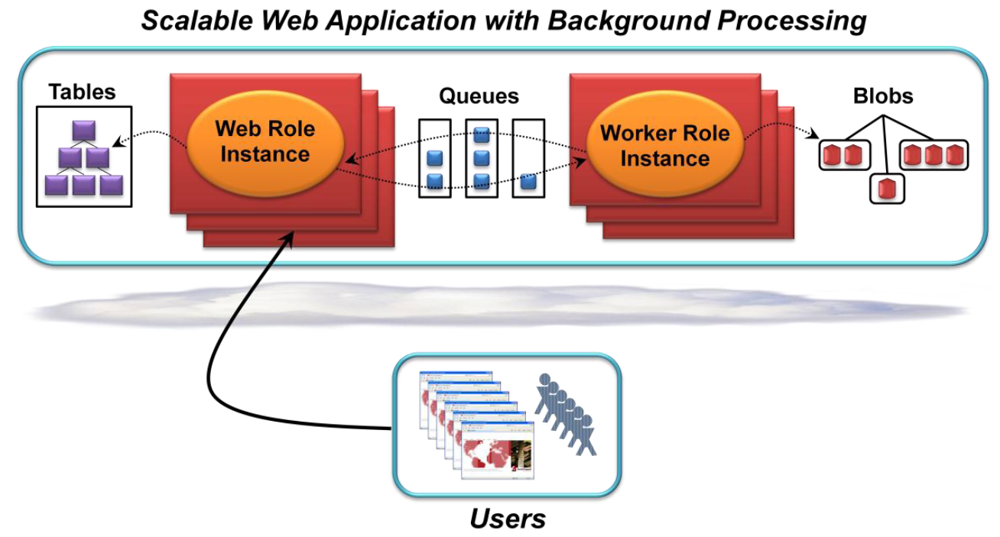 Scalable Web Application with Background Processing
Tables
Web Role
Instance
Queues
Worker Role
Instance
Blobs
Users